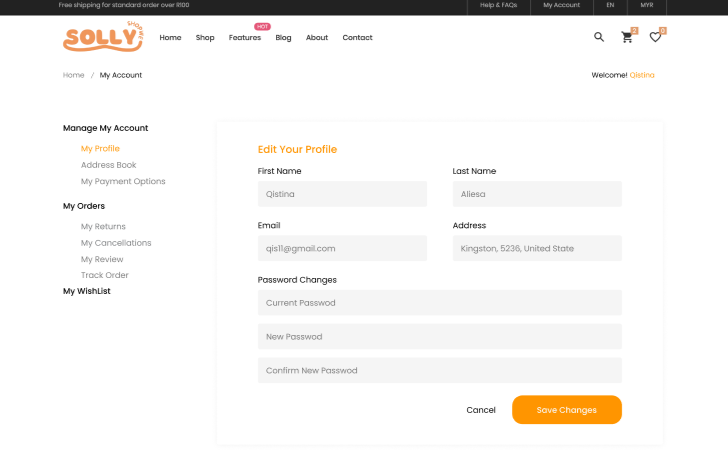 Free shipping for standard order over R100
Help & FAQs
My Account
EN
MYR
SOLLY
SHOPWE
Home
Shop
Features
HOT
Blog
About
Contact
2
0
Home / My Account
Welcome! Qistina
Manage My Account
My Profile
Address Book
My Payment Options
My Orders
My Returns
My Cancellations
My Review
Track Order
My WishList
Edit Your Profile
First Name
Last Name
Qistina
Aliesa
Email
Address
qis11@gmail.com
Kingston, 5236, United State
Password Changes
Current Passwod
New Passwod
Confirm New Passwod
Cancel
Save Changes